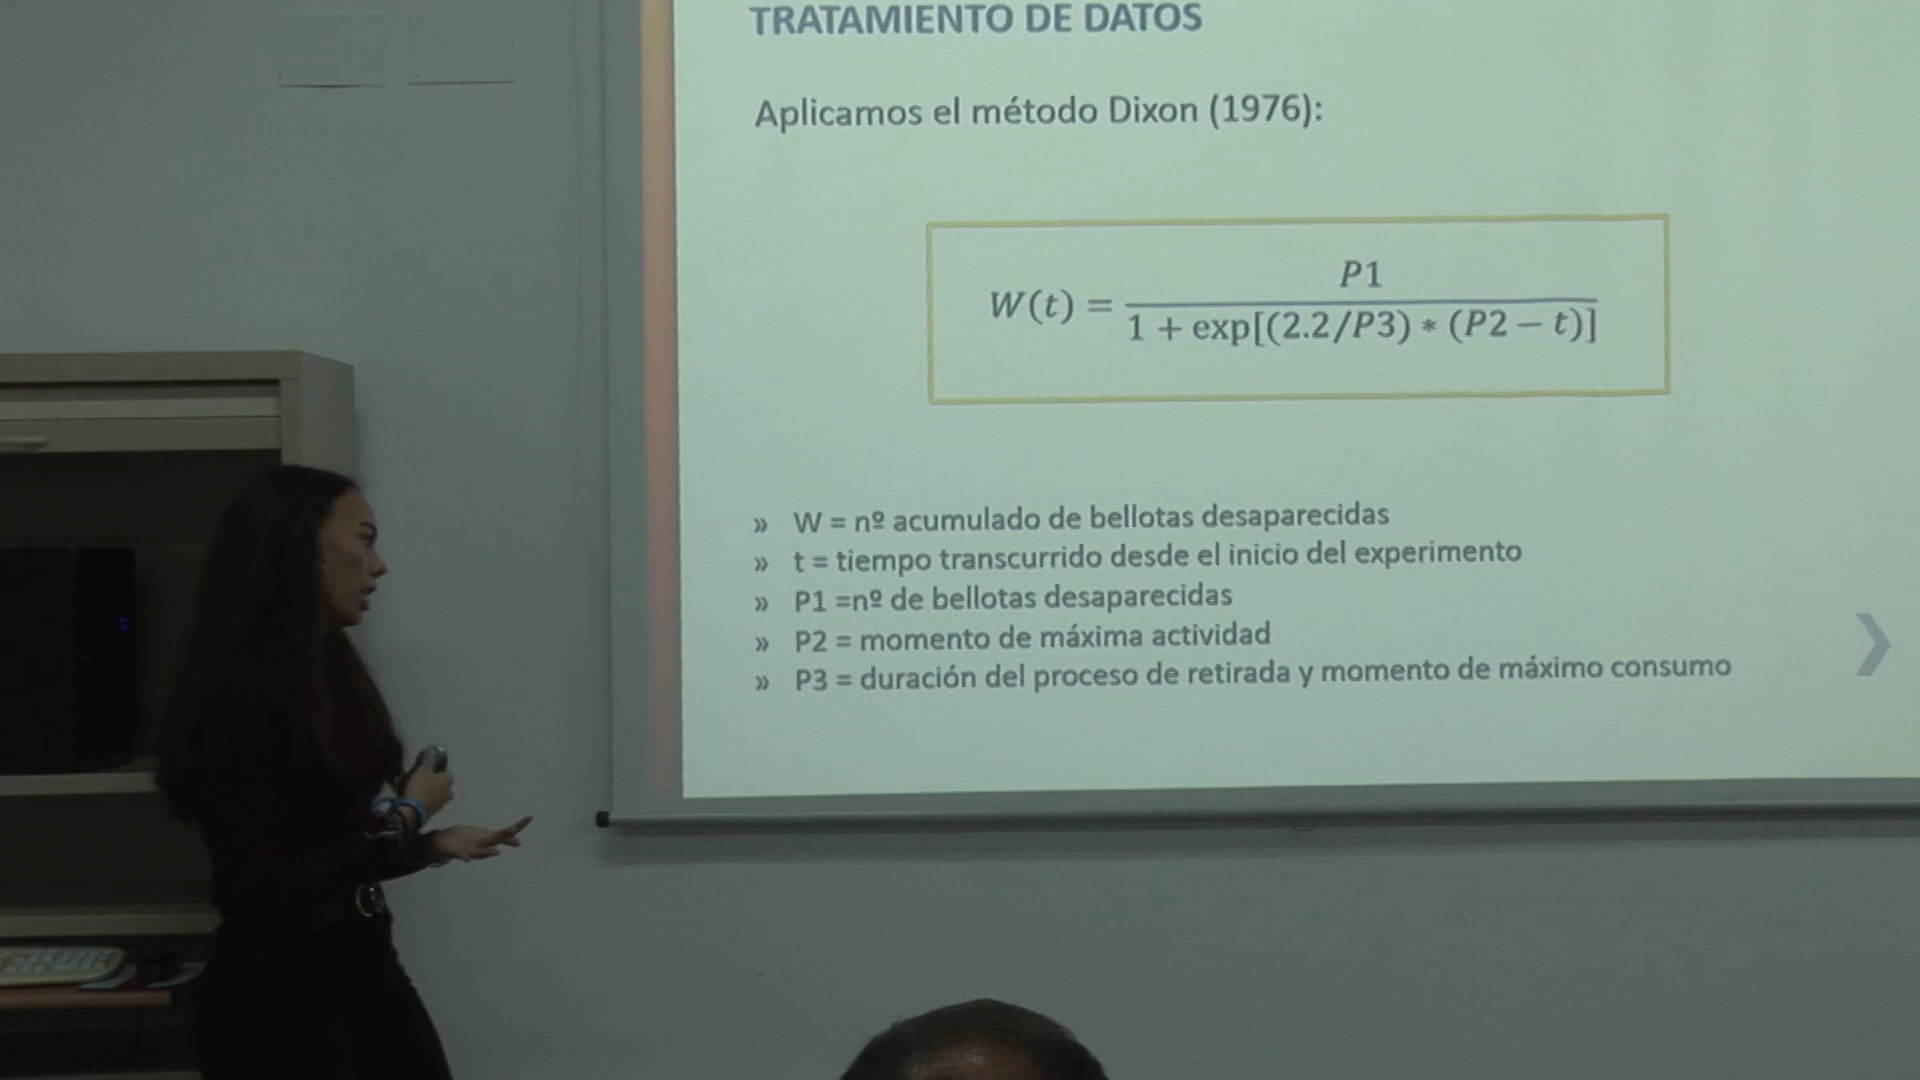 TRATAMIENTO DE DATOS
Aplicamos el método Dixon (1976):
W(t) = P1 / 1 + exp[(2.2/P3) * (P2 − t)]
» W = nº acumulado de bellotas desaparecidas
» t = tiempo transcurrido desde el inicio del experimento
» P1 =nº de bellotas desaparecidas
» P2 = momento de máxima actividad
» P3 = duración del proceso de retirada y momento de máximo consumo